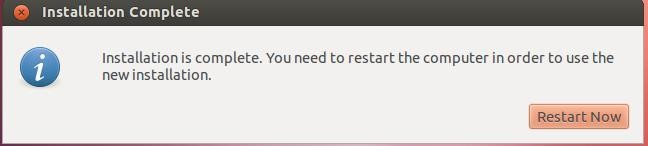 Installation Complete
Installation is complete. You need to restart the computer in order to use the
new installation.
Restart Now